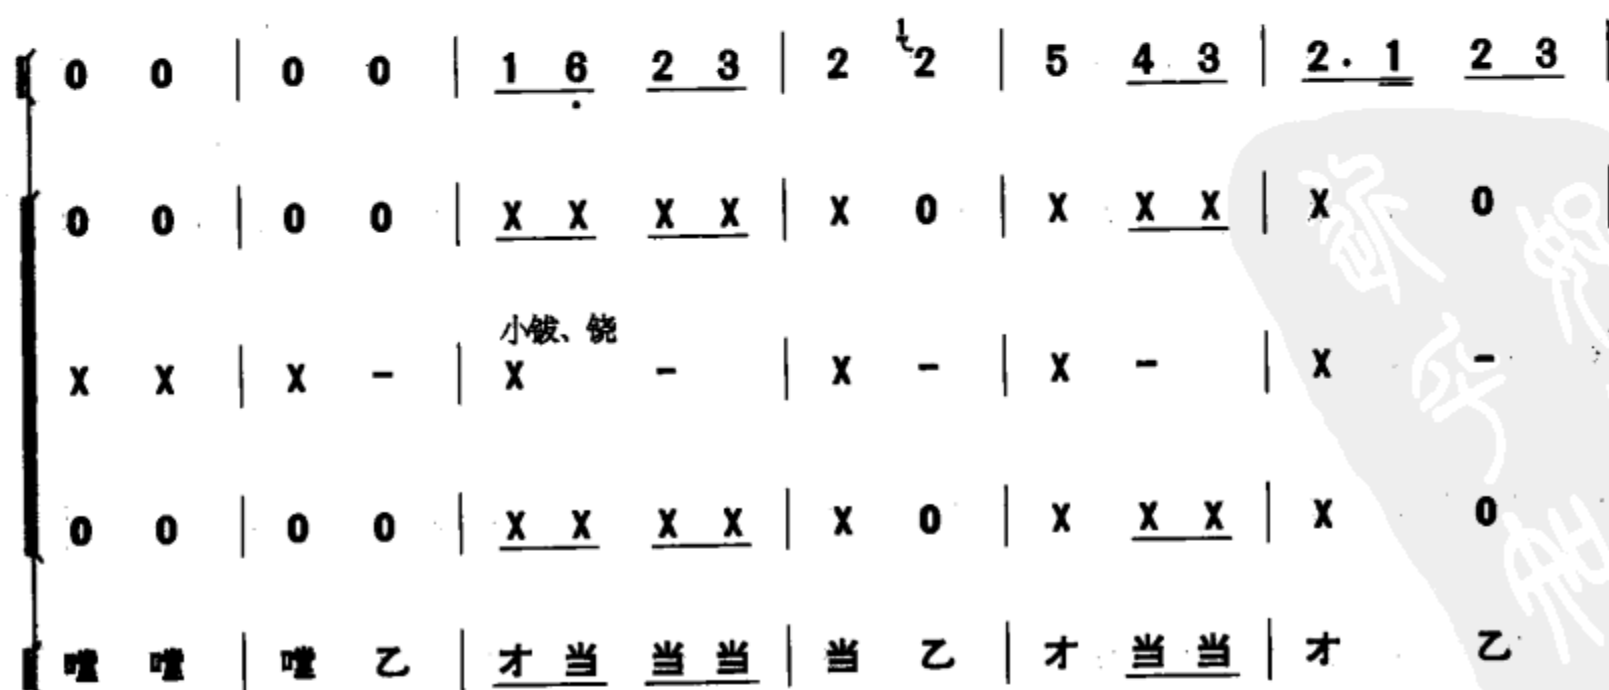 0 0 | 0 0 | 1 6̣ 2 3 | 2 1 2 | 5 4 3 | 2· 1 2 3 |
0 0 | 0 0 | X X X X | X 0 | X X X | X 0 |
小钹、铙
X X | X - | X - | X - | X - | X -
0 0 | 0 0 | X X X X | X 0 | X X X | X 0
嘡 嘡 | 嘡 乙 | 才 当 当 当 | 当 乙 | 才 当 当 | 才 乙